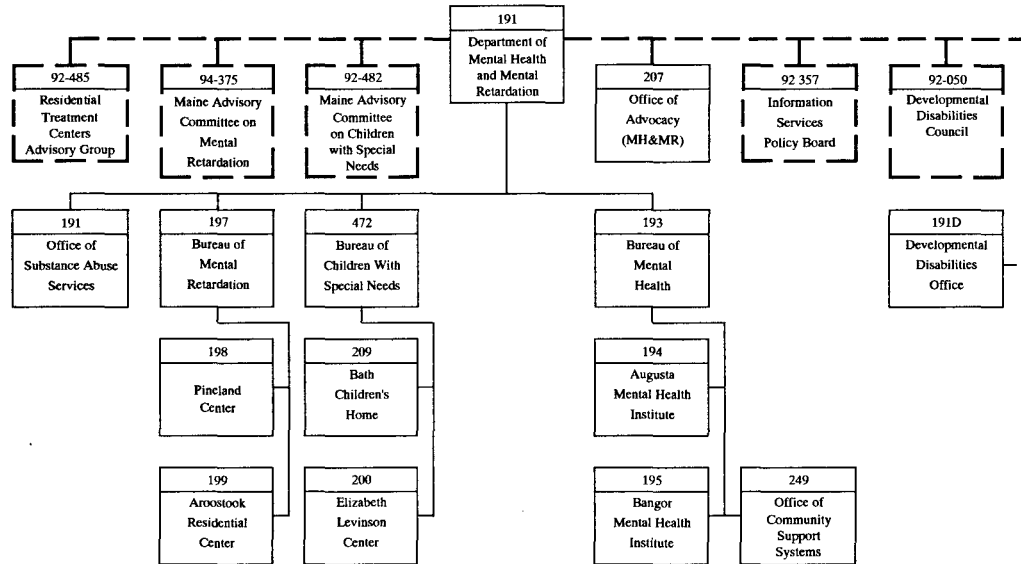 191
Department of
Mental Health
and Mental
Retardation
92-485
Residential
Treatment
Centers
Advisory Group
94-375
Maine Advisory
Committee on
Mental
Retardation
92-482
Maine Advisory
Committee
on Children
with Special
Needs
207
Office of
Advocacy
(MH&MR)
92 357
Information
Services
Policy Board
92-050
Developmental
Disabilities
Council
191
Office of
Substance Abuse
Services
197
Bureau of
Mental
Retardation
472
Bureau of
Children With
Special Needs
193
Bureau of
Mental
Health
191D
Developmental
Disabilities
Office
198
Pineland
Center
209
Bath
Children's
Home
194
Augusta
Mental Health
Institute
199
Aroostook
Residential
Center
200
Elizabeth
Levinson
Center
195
Bangor
Mental Health
Institute
249
Office of
Community
Support
Systems